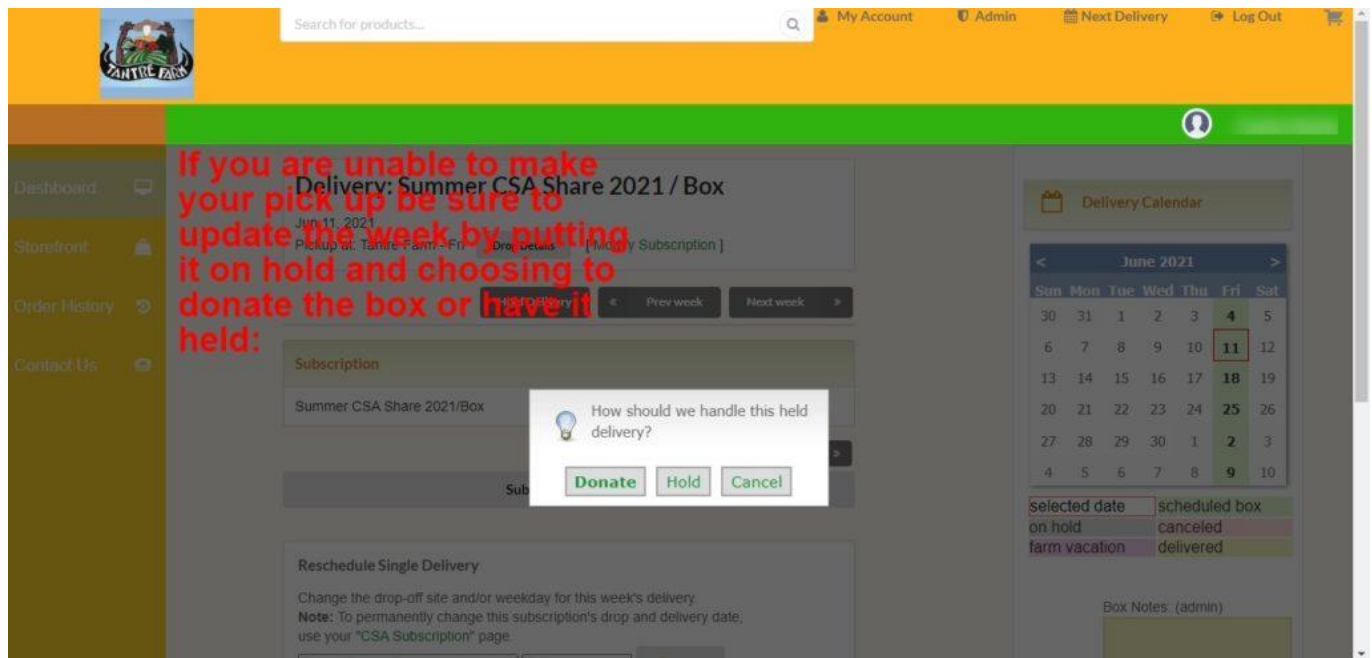 TANTRE FARM
Search for products...
My Account
Admin
Next Delivery
Log Out
If you are unable to make
your pick up be sure to
update the week by putting
it on hold and choosing to
donate the box or have it
held:
Dashboard
Storefront
Order History
Contact Us
Delivery: Summer CSA Share 2021 / Box
Jun 11, 2021
Pickup at: Tantre Farm - Fri Drop Details [ Modify Subscription ]
« Prev week
Next week »
Subscription
Summer CSA Share 2021/Box
How should we handle this held
delivery?
Donate Hold Cancel
Sub
Reschedule Single Delivery
Change the drop-off site and/or weekday for this week's delivery.
Note: To permanently change this subscription's drop and delivery date,
use your "CSA Subscription" page.
Delivery Calendar
< June 2021 >
Sun Mon Tue Wed Thu Fri Sat
30 31 1 2 3 4 5
6 7 8 9 10 11 12
13 14 15 16 17 18 19
20 21 22 23 24 25 26
27 28 29 30 1 2 3
4 5 6 7 8 9 10
selected date scheduled box
on hold canceled
farm vacation delivered
Box Notes: (admin)